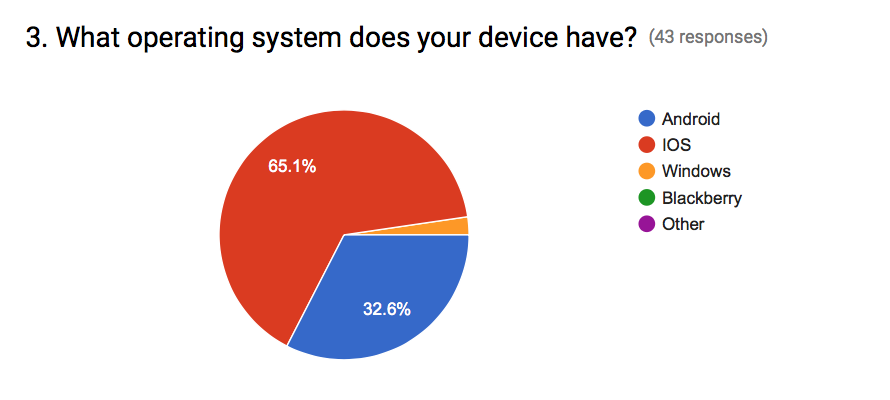 3. What operating system does your device have? (43 responses)
65.1%
32.6%
Android
IOS
Windows
Blackberry
Other